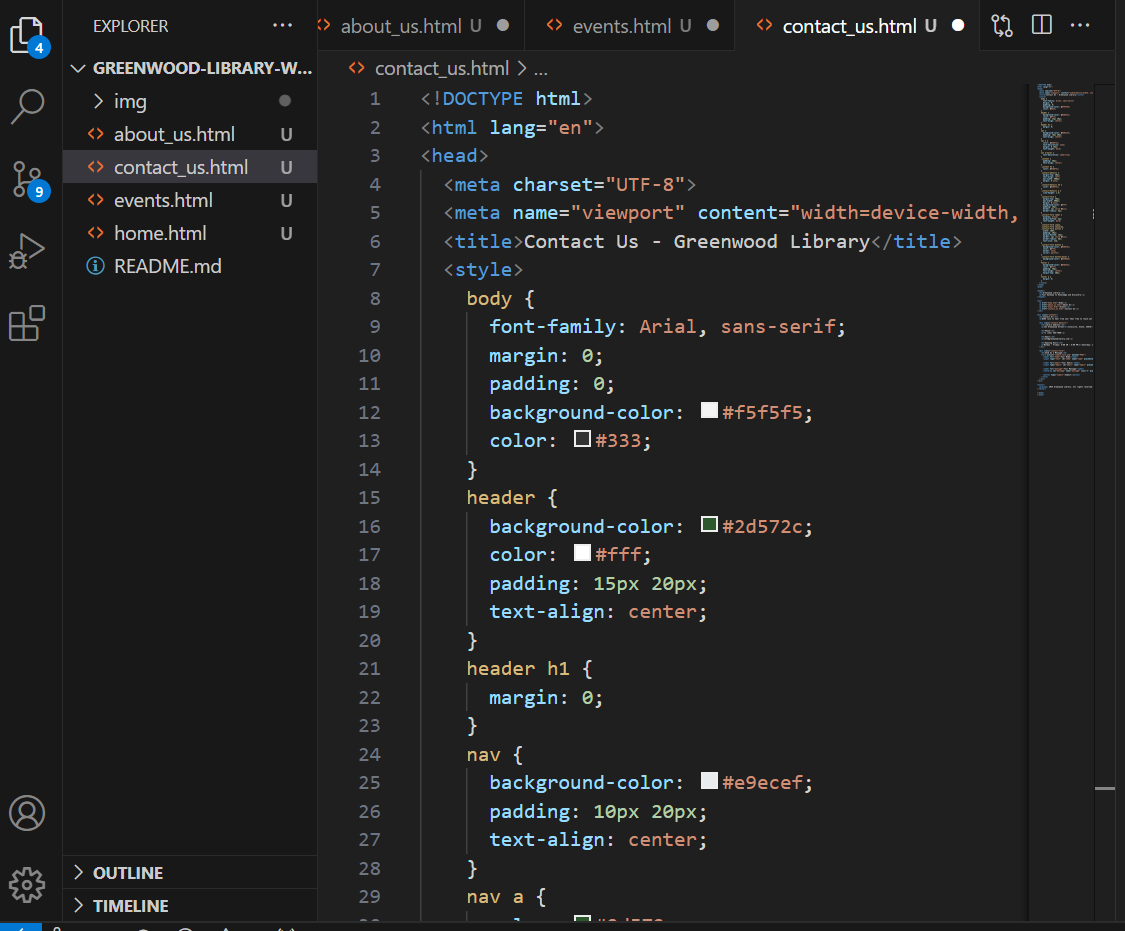 EXPLORER ...
GREENWOOD-LIBRARY-W...
img
about_us.html U
contact_us.html U
events.html U
home.html U
README.md
OUTLINE
TIMELINE
4
9
about_us.html U
events.html U
contact_us.html U
...
contact_us.html > ...
1 <!DOCTYPE html>
2 <html lang="en">
3 <head>
4 <meta charset="UTF-8">
5 <meta name="viewport" content="width=device-width,
6 <title>Contact Us - Greenwood Library</title>
7 <style>
8 body {
9 font-family: Arial, sans-serif;
10 margin: 0;
11 padding: 0;
12 background-color: #f5f5f5;
13 color: #333;
14 }
15 header {
16 background-color: #2d572c;
17 color: #fff;
18 padding: 15px 20px;
19 text-align: center;
20 }
21 header h1 {
22 margin: 0;
23 }
24 nav {
25 background-color: #e9ecef;
26 padding: 10px 20px;
27 text-align: center;
28 }
29 nav a {